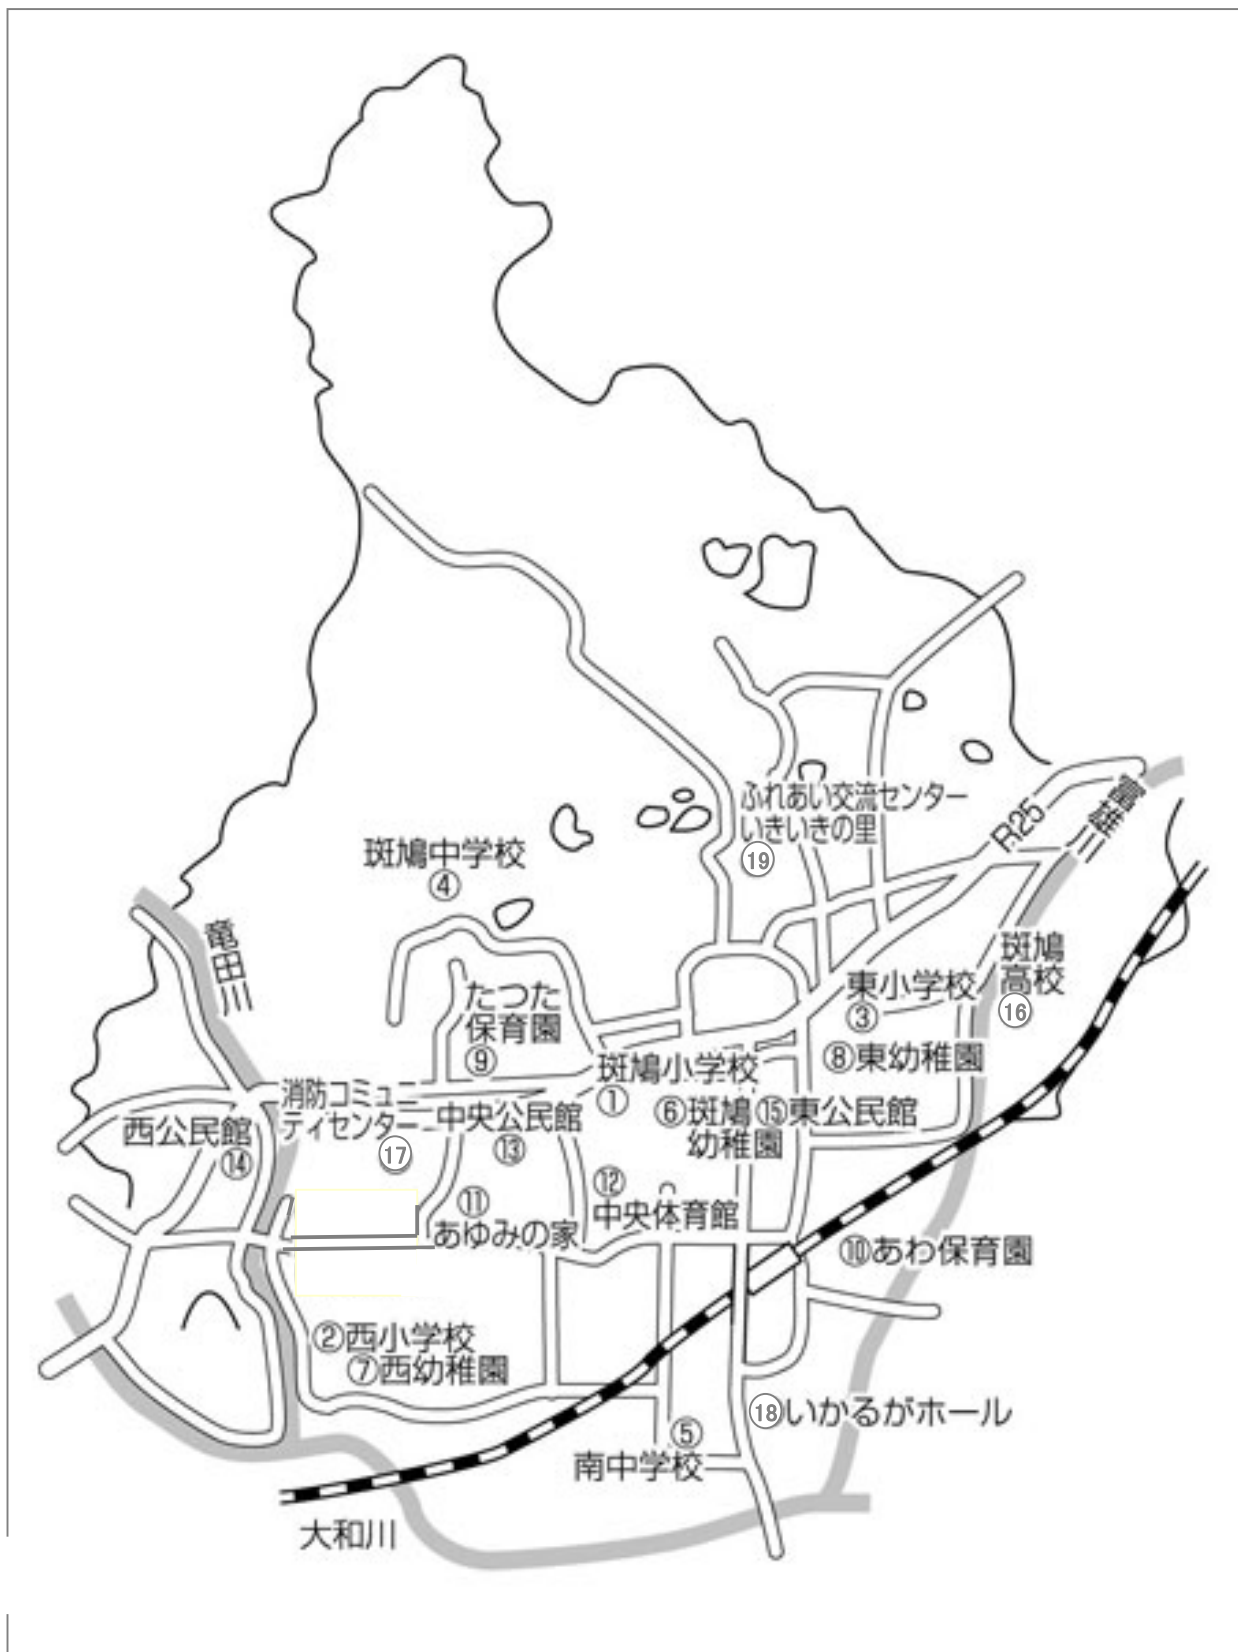 ふれあい交流センター
いきいきの里
⑲
R25
富雄川
斑鳩中学校
④
竜田川
斑鳩
高校
⑯
たつた
保育園
⑨
東小学校
③
⑧東幼稚園
斑鳩小学校
①
消防コミュニ
ティセンター
⑰
中央公民館
⑬
⑥斑鳩
幼稚園
⑮東公民館
西公民館
⑭
⑪
あゆみの家
⑫
中央体育館
⑩あわ保育園
②西小学校
⑦西幼稚園
⑱いかるがホール
⑤
南中学校
大和川